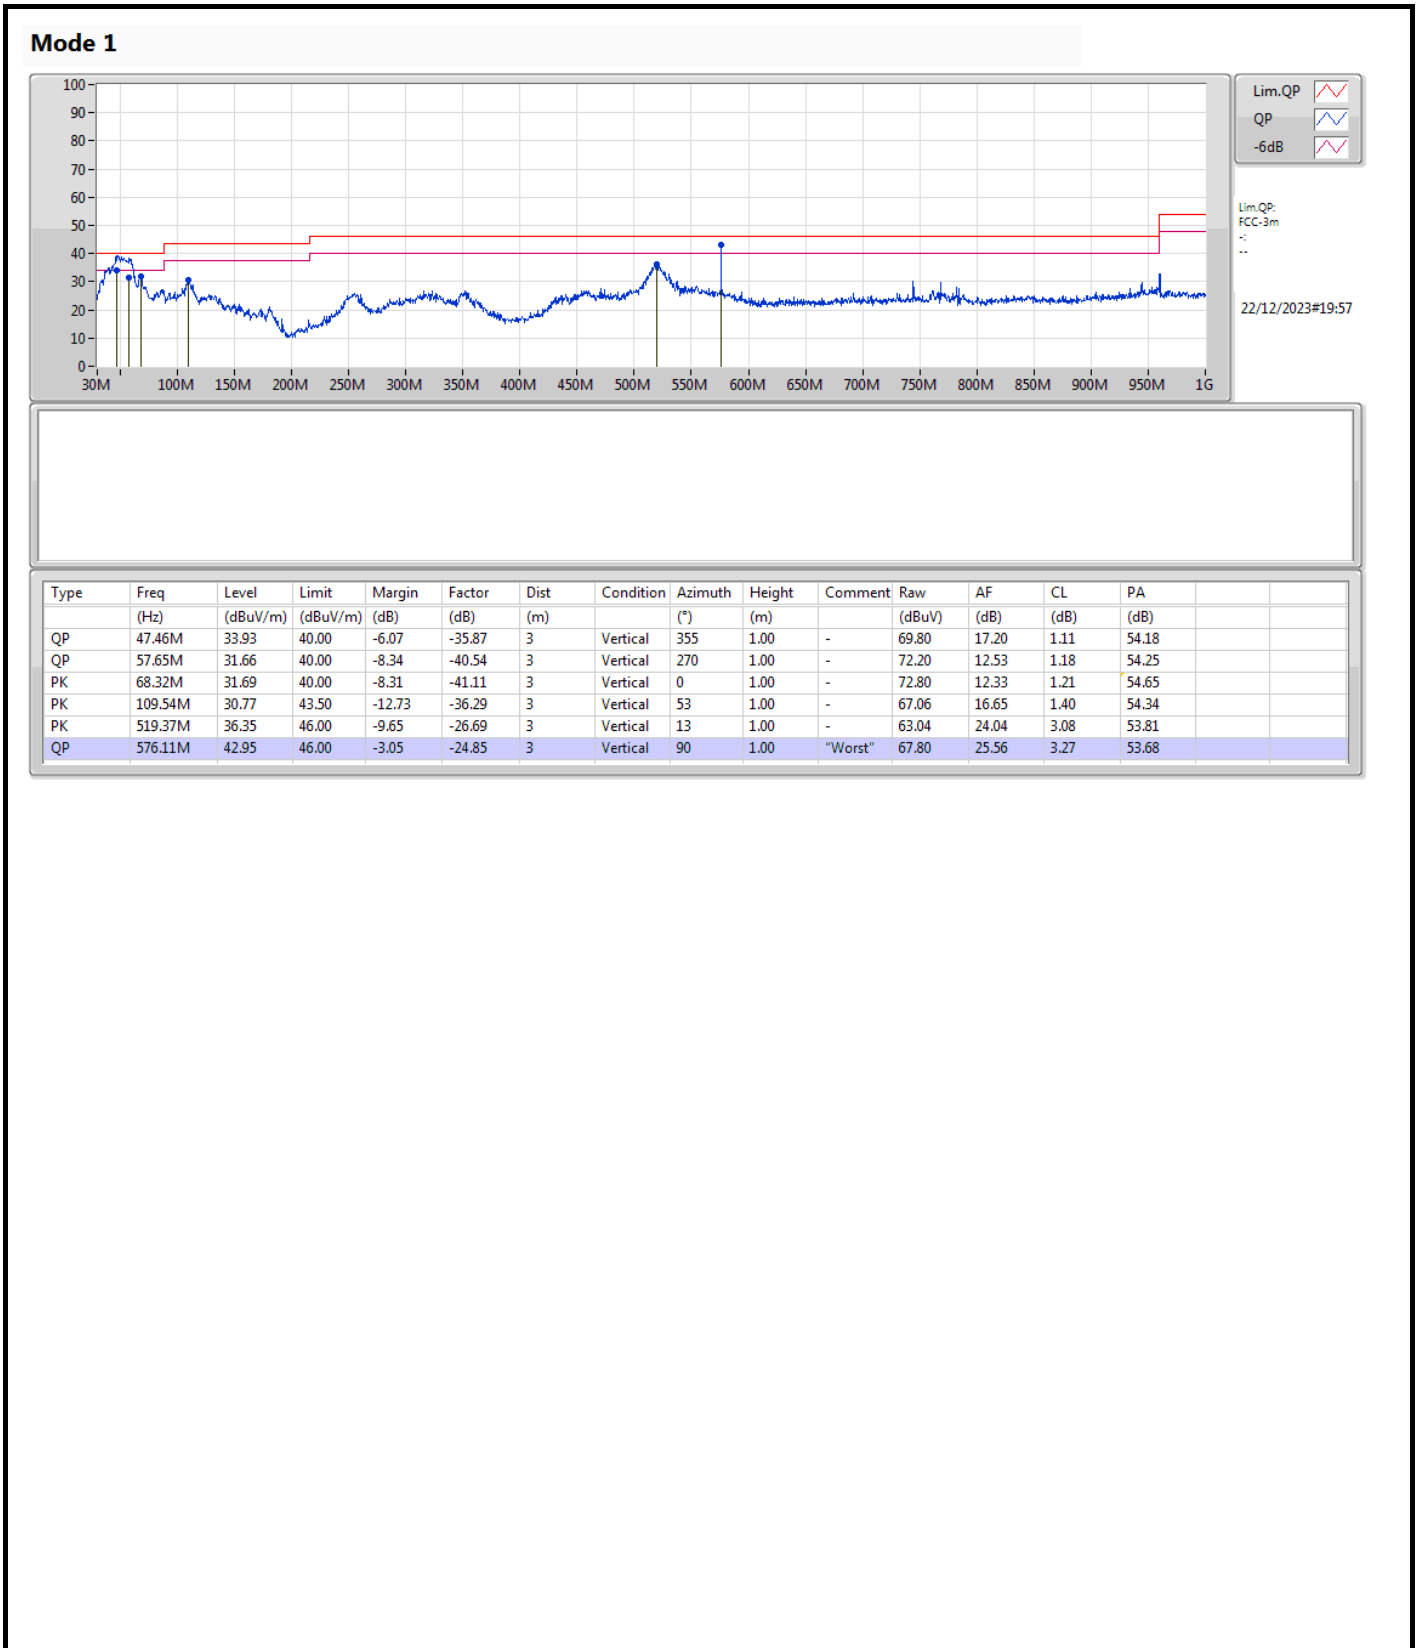 Mode 1
100
90
80
70
60
50
40
30
20
10
0
30M 100M 150M 200M 250M 300M 350M 400M 450M 500M 550M 600M 650M 700M 750M 800M 850M 900M 950M 1G
Lim.QP
QP
-6dB
Lim.QP:
FCC-3m
-:
--
22/12/2023#19:57
Type Freq Level Limit Margin Factor Dist Condition Azimuth Height Comment Raw AF CL PA
(Hz) (dBuV/m) (dBuV/m) (dB) (dB) (m) (°) (m) (dBuV) (dB) (dB) (dB)
QP 47.46M 33.93 40.00 -6.07 -35.87 3 Vertical 355 1.00 - 69.80 17.20 1.11 54.18
QP 57.65M 31.66 40.00 -8.34 -40.54 3 Vertical 270 1.00 - 72.20 12.53 1.18 54.25
PK 68.32M 31.69 40.00 -8.31 -41.11 3 Vertical 0 1.00 - 72.80 12.33 1.21 54.65
PK 109.54M 30.77 43.50 -12.73 -36.29 3 Vertical 53 1.00 - 67.06 16.65 1.40 54.34
PK 519.37M 36.35 46.00 -9.65 -26.69 3 Vertical 13 1.00 - 63.04 24.04 3.08 53.81
QP 576.11M 42.95 46.00 -3.05 -24.85 3 Vertical 90 1.00 "Worst" 67.80 25.56 3.27 53.68